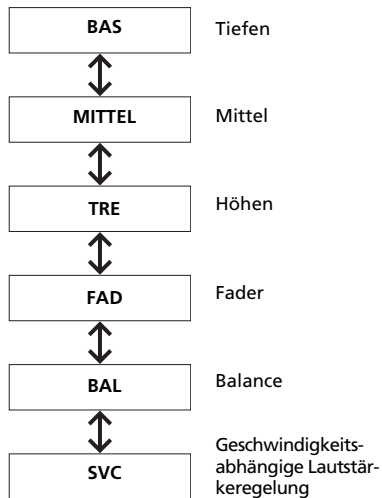 BAS Tiefen
MITTEL Mittel
TRE Höhen
FAD Fader
BAL Balance
Geschwindigkeits-
abhängige Lautstär-
SVC keregelung